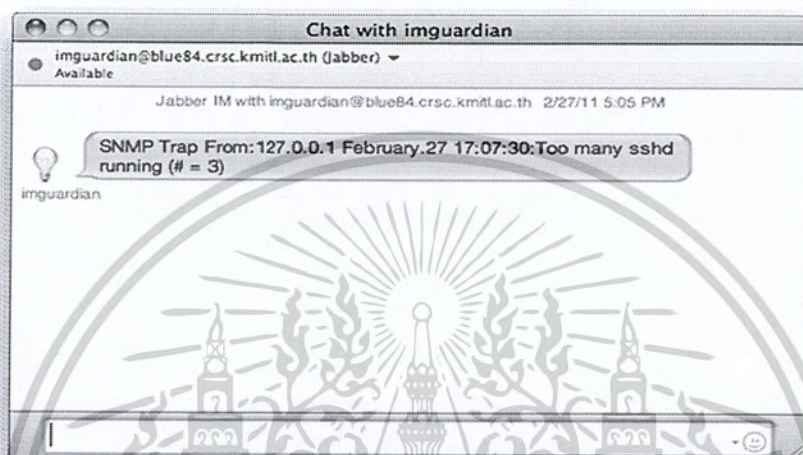 Chat with imguardian
imguardian@blue84.crsc.kmitl.ac.th (Jabber)
Available
Jabber IM with imguardian@blue84.crsc.kmitl.ac.th 2/27/11 5:05 PM
SNMP Trap From:127.0.0.1 February.27 17:07:30:Too many sshd
running (# = 3)
imguardian